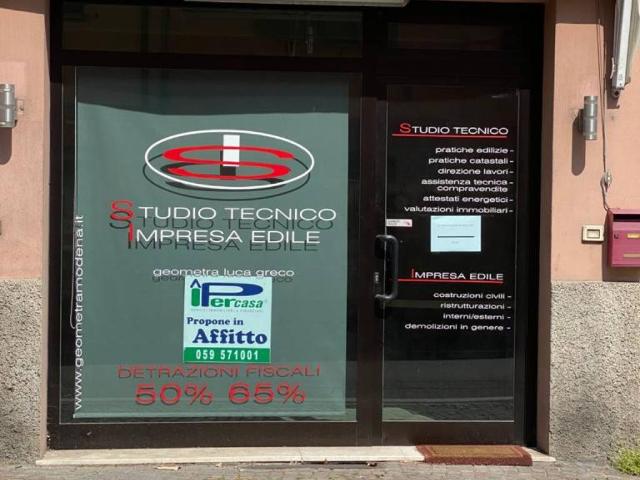 www.geometramodena.it
STUDIO TECNICO
IMPRESA EDILE
geometra luca greco
iPercasa
Propone in
Affitto
059 571001
DETRAZIONI FISCALI
50% 65%
STUDIO TECNICO
pratiche edilizie -
pratiche catastali -
direzione lavori -
assistenza tecnica -
compravendite
attestati energetici -
valutazioni immobiliari -
IMPRESA EDILE
costruzioni civili -
ristrutturazioni -
interni/esterni -
demolizioni in genere -